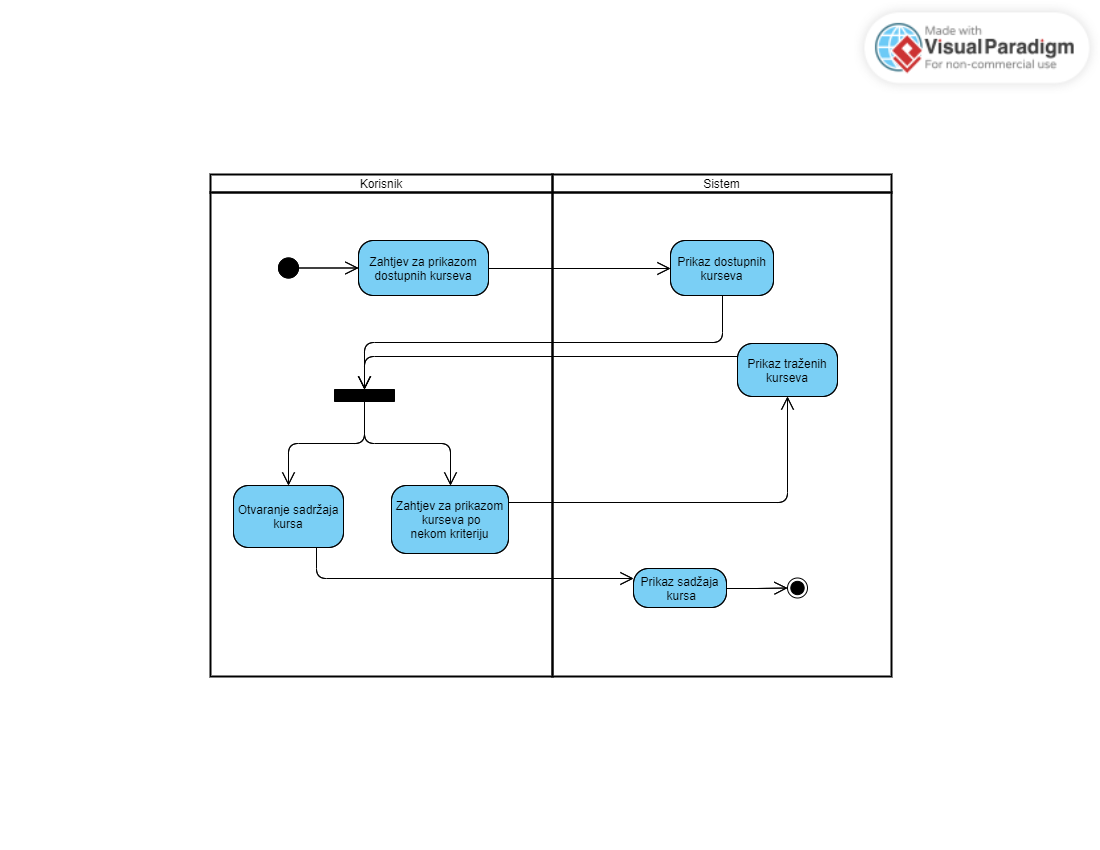 Made with
Visual Paradigm
For non-commercial use
Korisnik
Sistem
Zahtjev za prikazom
dostupnih kurseva
Prikaz dostupnih
kurseva
Prikaz traženih
kurseva
Otvaranje sadržaja
kursa
Zahtjev za prikazom
kurseva po
nekom kriteriju
Prikaz sadžaja
kursa